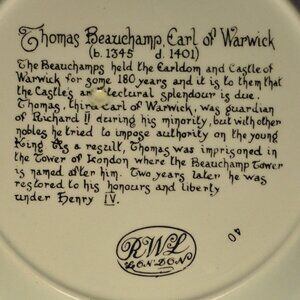 Thomas Beauchamp, Earl of Warwick
(b. 1345 d. 1401)
The Beauchamps held the Earldom and Castle of
Warwick for some 180 years and it is to them that
the Castle's architectural splendour is due
Thomas, third Earl of Warwick, was guardian
of Richard II during his minority, but with other
nobles he tried to impose authority on the young
King As a result, Thomas was imprisoned in
the Tower of London where the Beauchamp Tower
is named after him. Two years later he was
restored to his honours and liberty
under Henry IV.
RWL
LONDON
40